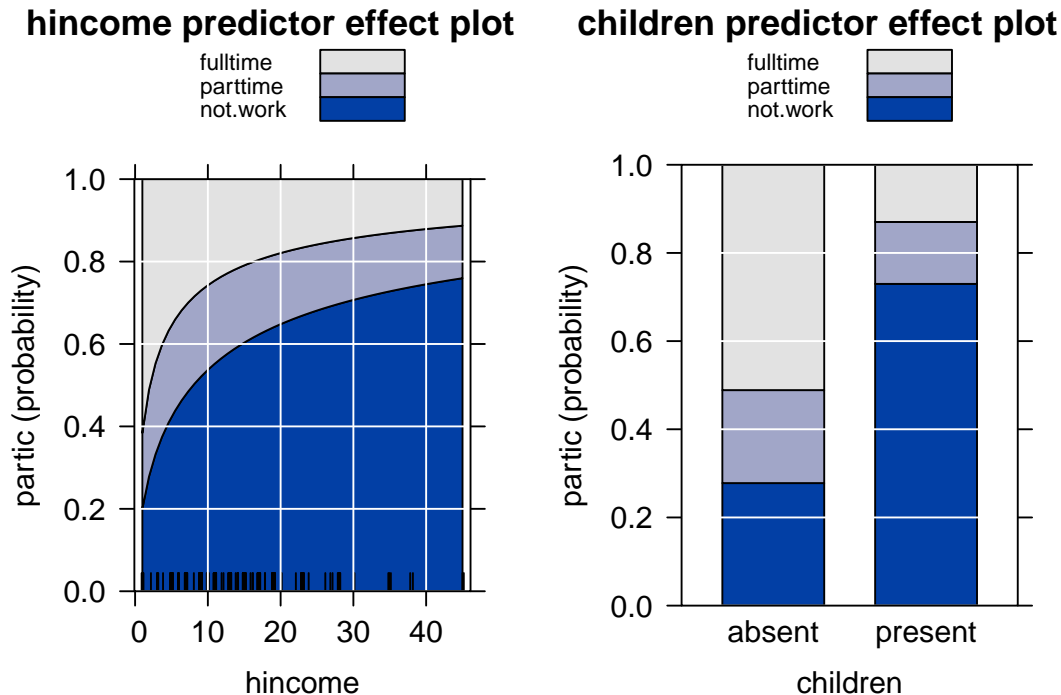 hincome predictor effect plot
fulltime
parttime
not.work
partic (probability)
1.0
0.8
0.6
0.4
0.2
0.0
0 10 20 30 40
hincome
children predictor effect plot
fulltime
parttime
not.work
partic (probability)
1.0
0.8
0.6
0.4
0.2
0.0
absent present
children